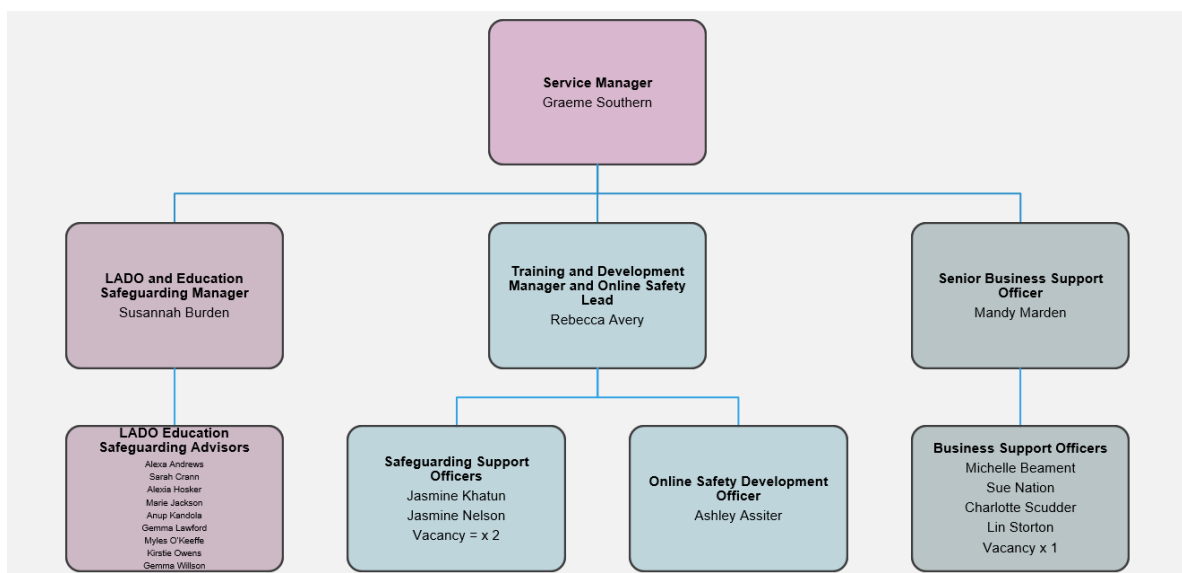 Service Manager
Graeme Southern
LADO and Education
Safeguarding Manager
Susannah Burden
Training and Development
Manager and Online Safety
Lead
Rebecca Avery
Senior Business Support
Officer
Mandy Marden
LADO Education
Safeguarding Advisors
Alexa Andrews
Sarah Crann
Alexia Hosker
Marie Jackson
Anup Kandola
Gemma Lawford
Myles O'Keeffe
Kirstie Owens
Gemma Willson
Safeguarding Support
Officers
Jasmine Khatun
Jasmine Nelson
Vacancy = x 2
Online Safety Development
Officer
Ashley Assiter
Business Support Officers
Michelle Beament
Sue Nation
Charlotte Scudder
Lin Storton
Vacancy x 1